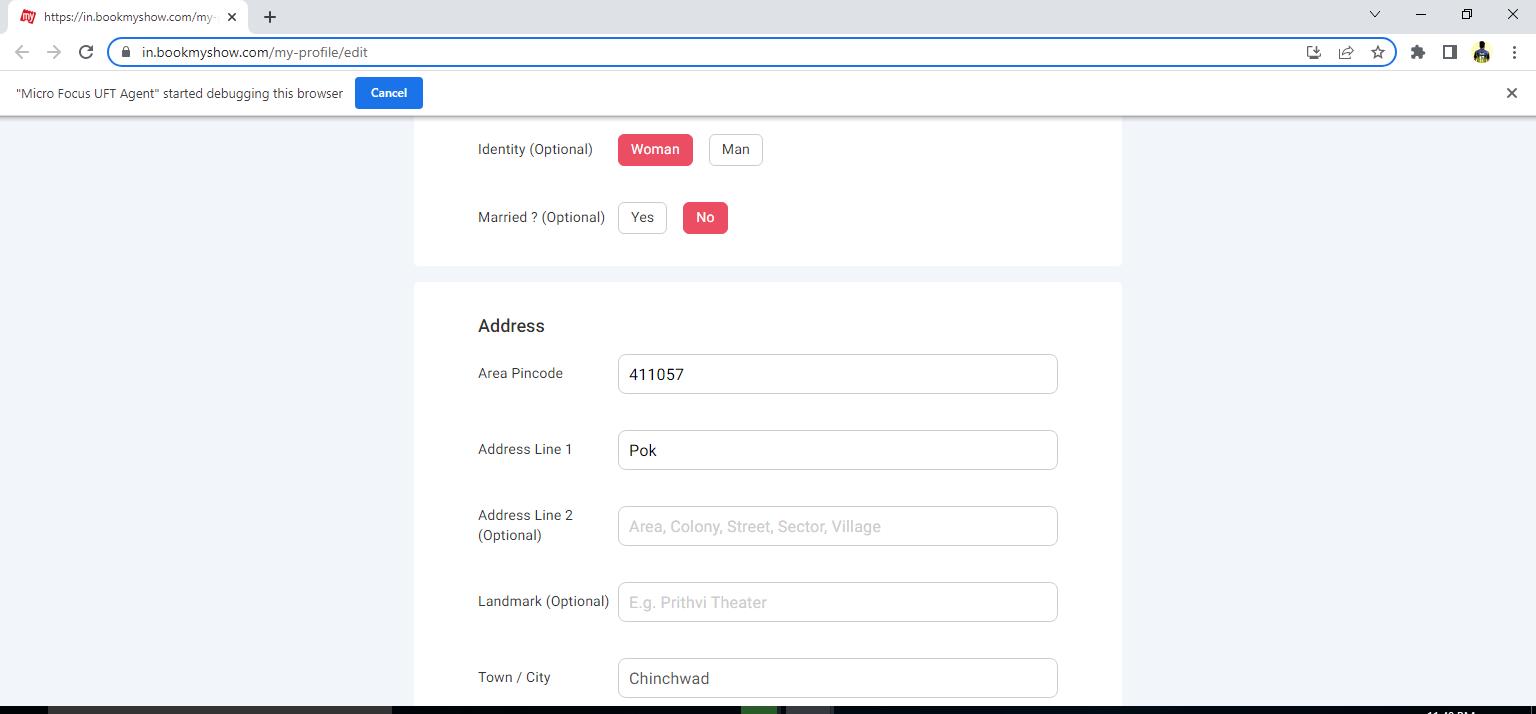 my https://in.bookmyshow.com/my-
in.bookmyshow.com/my-profile/edit
"Micro Focus UFT Agent" started debugging this browser Cancel
Identity (Optional) Woman Man
Married ? (Optional) Yes No
Address
Area Pincode 411057
Address Line 1 Pok
Address Line 2
(Optional) Area, Colony, Street, Sector, Village
Landmark (Optional) E.g. Prithvi Theater
Town / City Chinchwad